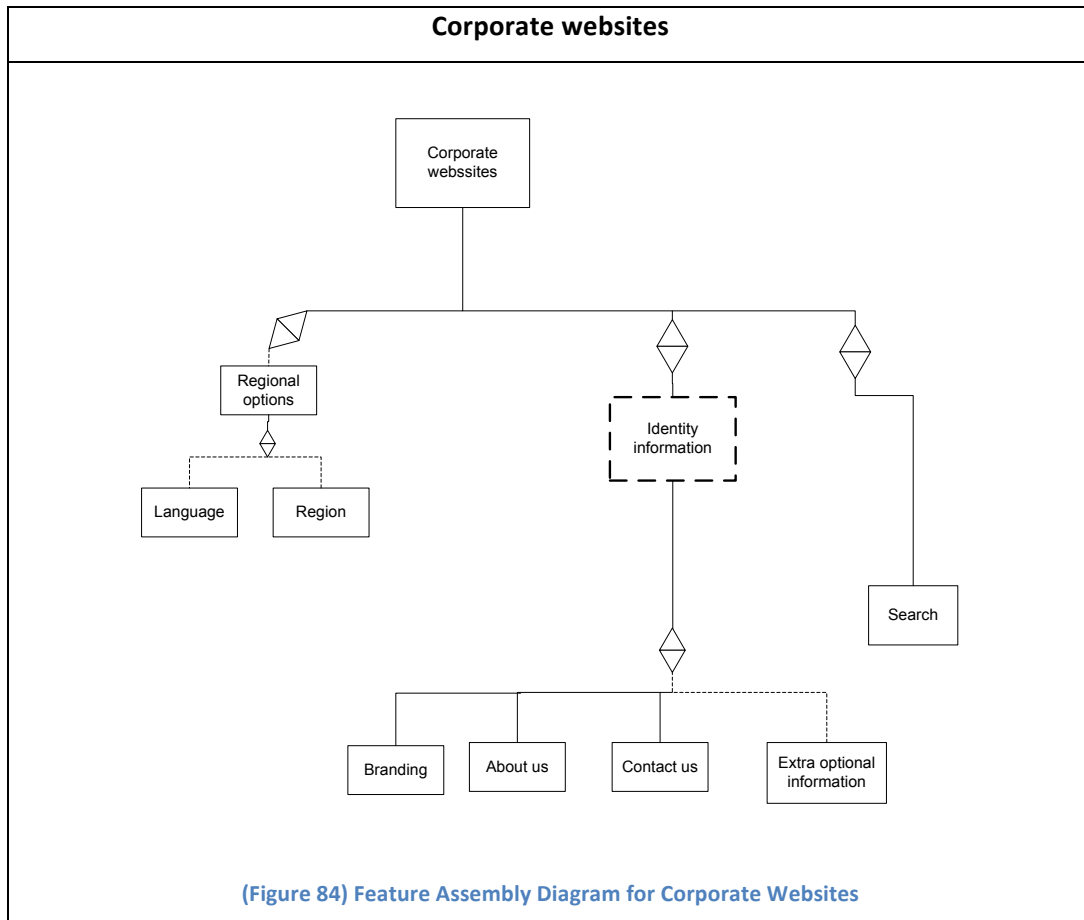 Corporate websites
Corporate
webssites
Regional
options
Identity
information
Language
Region
Search
Branding
About us
Contact us
Extra optional
information
(Figure 84) Feature Assembly Diagram for Corporate Websites